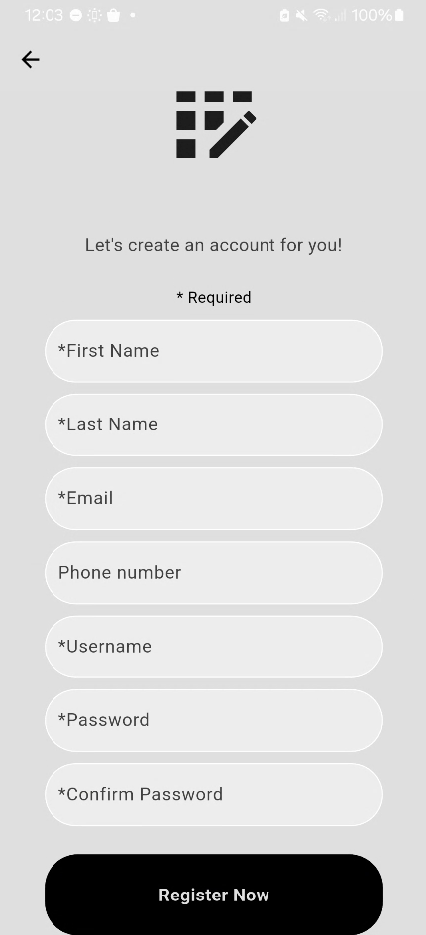 12:03
100%
Let's create an account for you!
* Required
*First Name
*Last Name
*Email
Phone number
*Username
*Password
*Confirm Password
Register Now